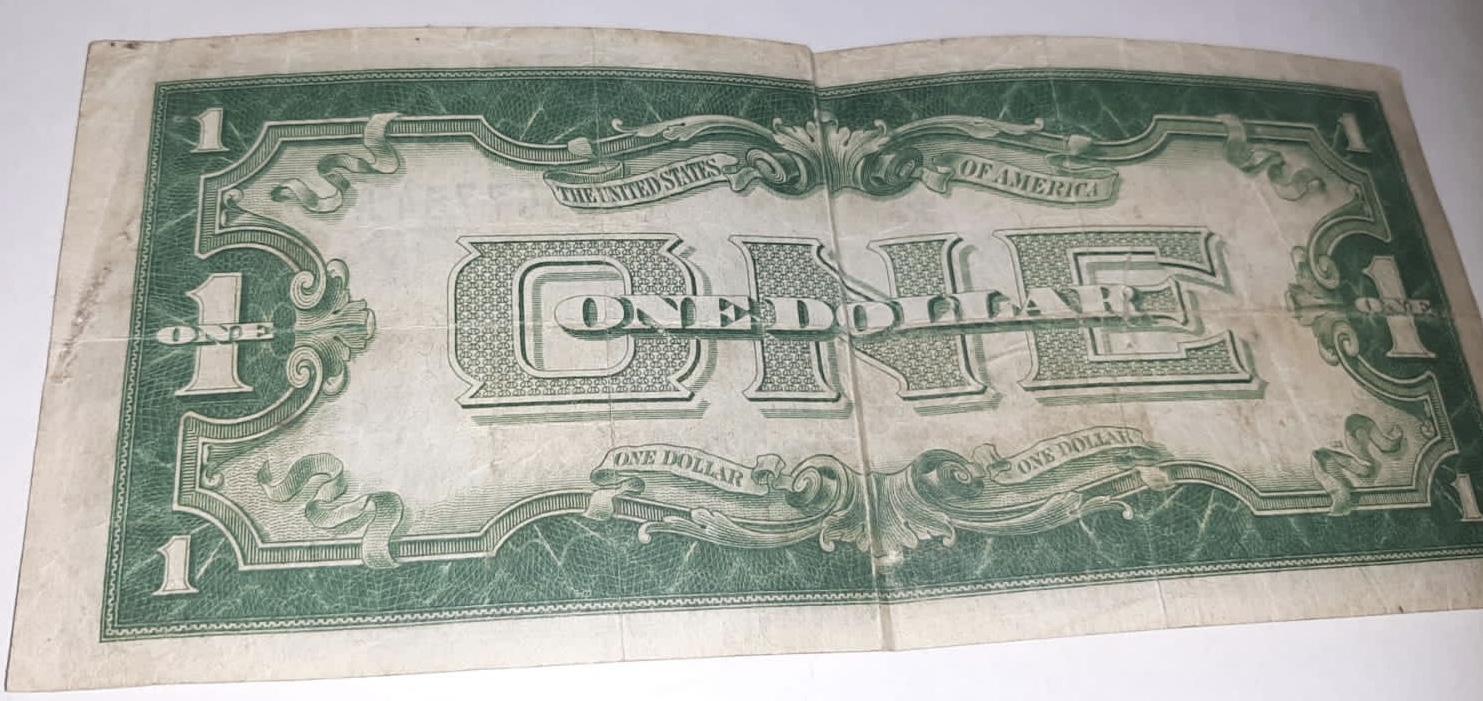 1 1
THE UNITED STATES OF AMERICA
ONE
ONE DOLLAR
1 ONE 1 ONE
ONE DOLLAR ONE DOLLAR
1 1